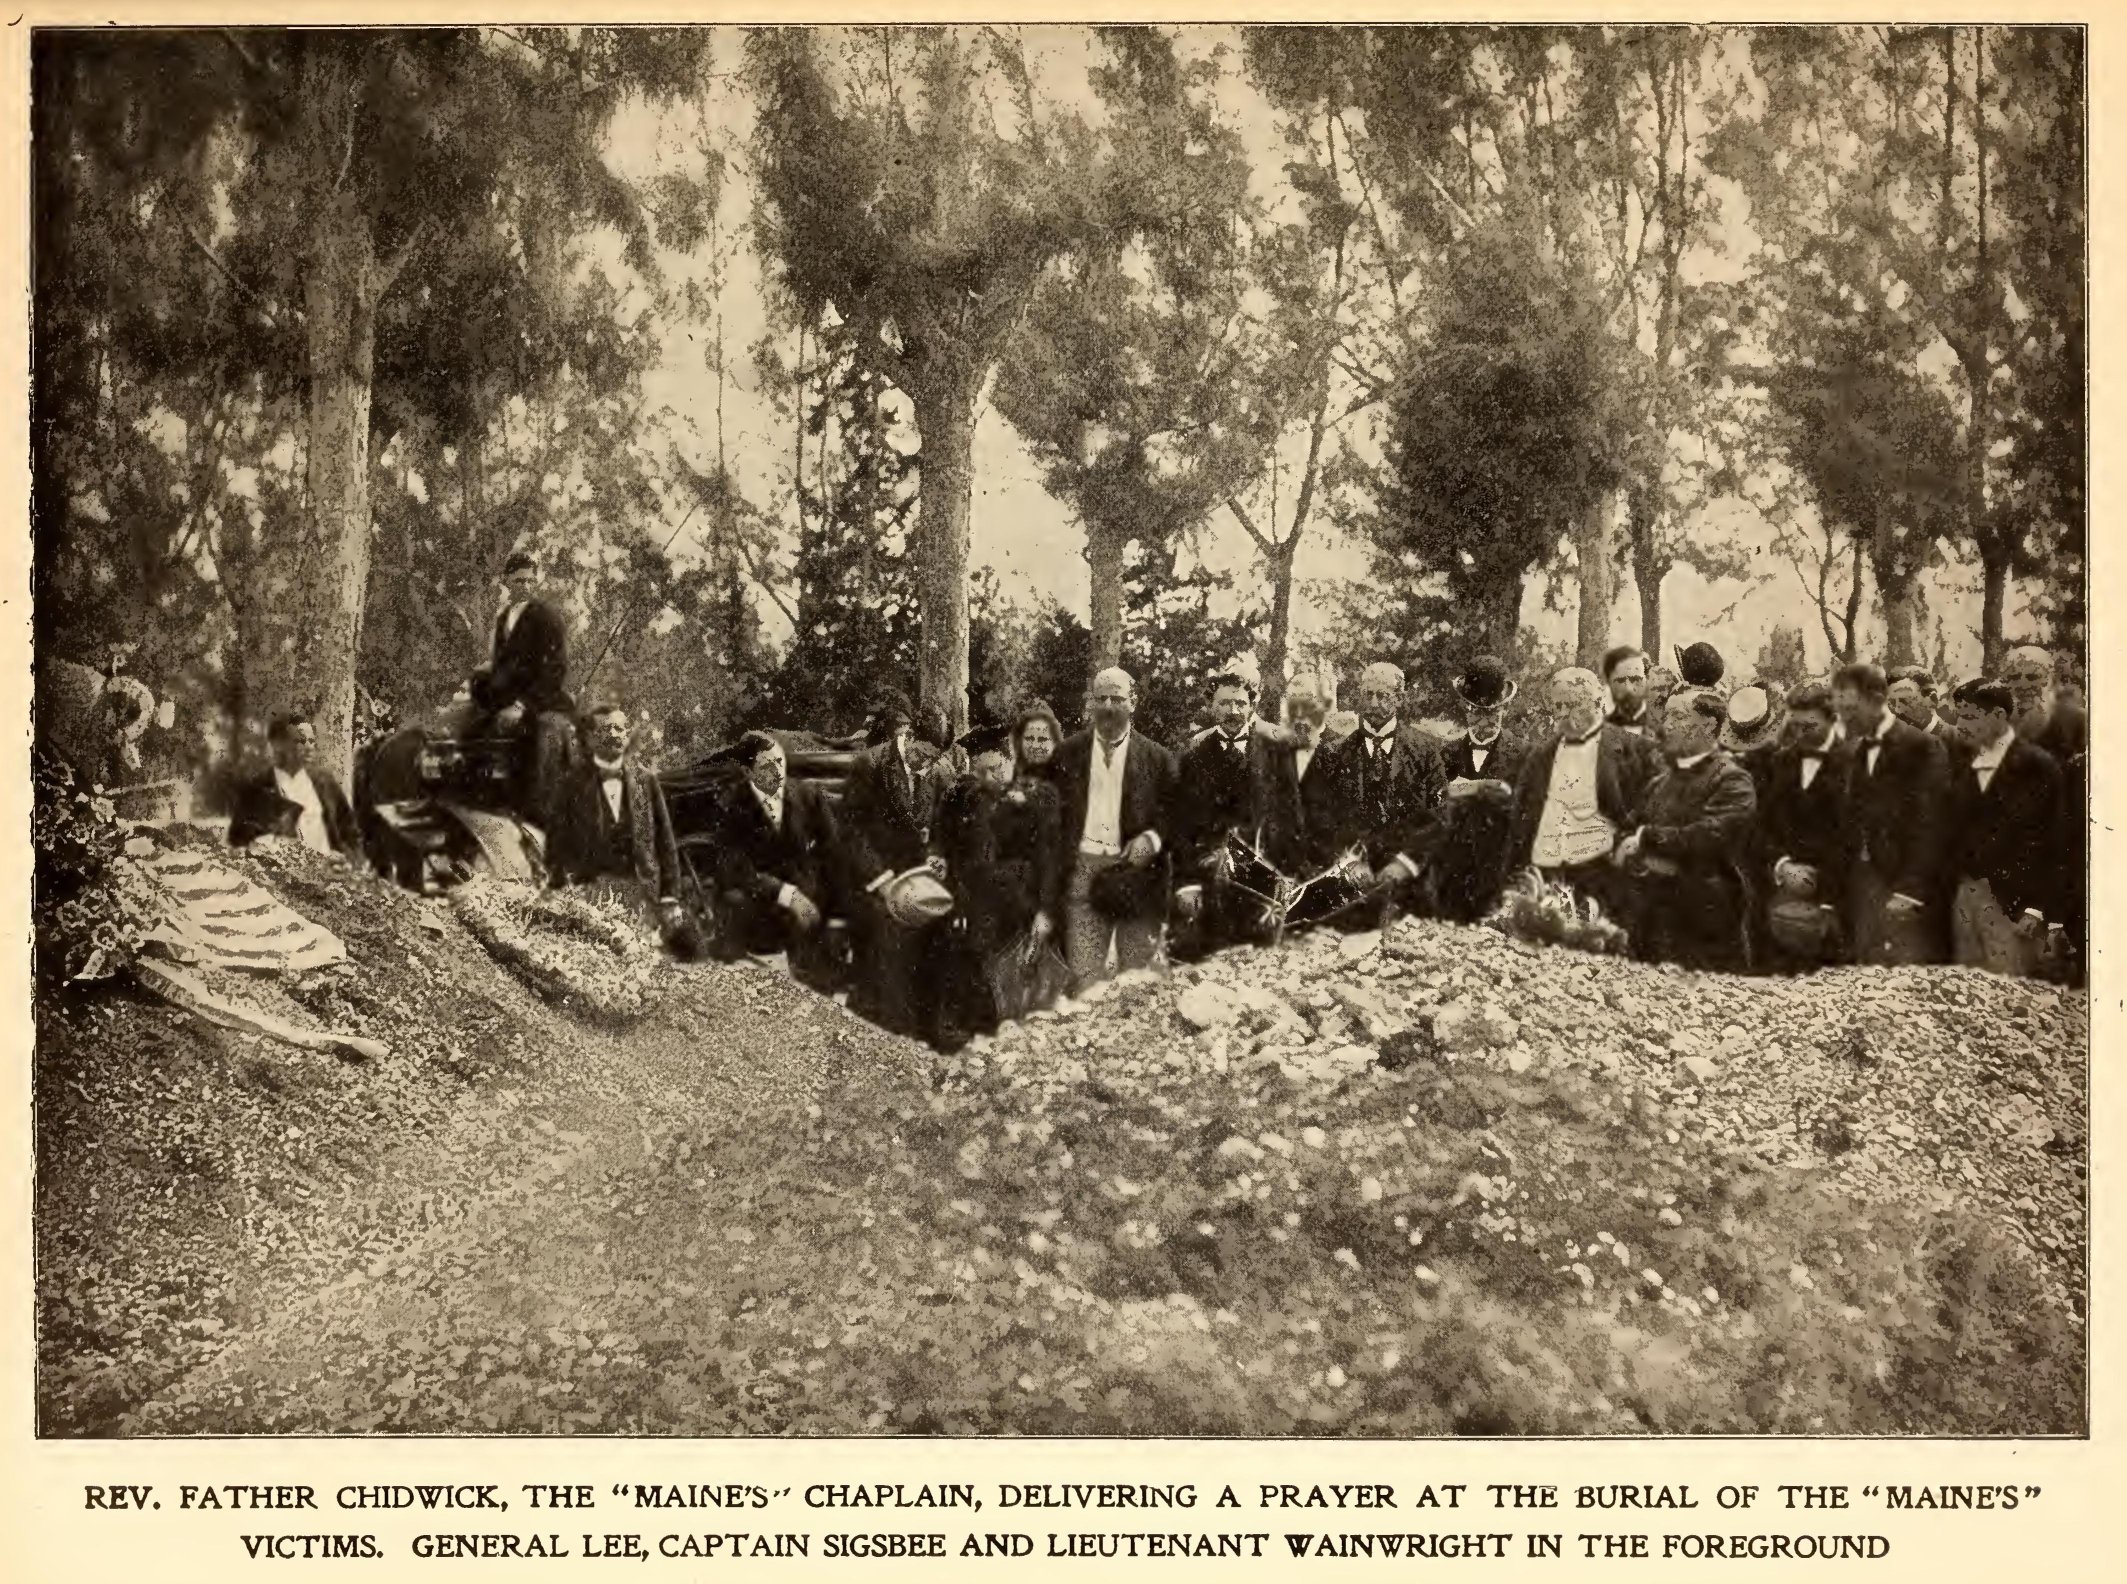 REV. FATHER CHIDWICK, THE "MAINE'S" CHAPLAIN, DELIVERING A PRAYER AT THE BURIAL OF THE "MAINE'S"
VICTIMS. GENERAL LEE, CAPTAIN SIGSBEE AND LIEUTENANT WAINWRIGHT IN THE FOREGROUND